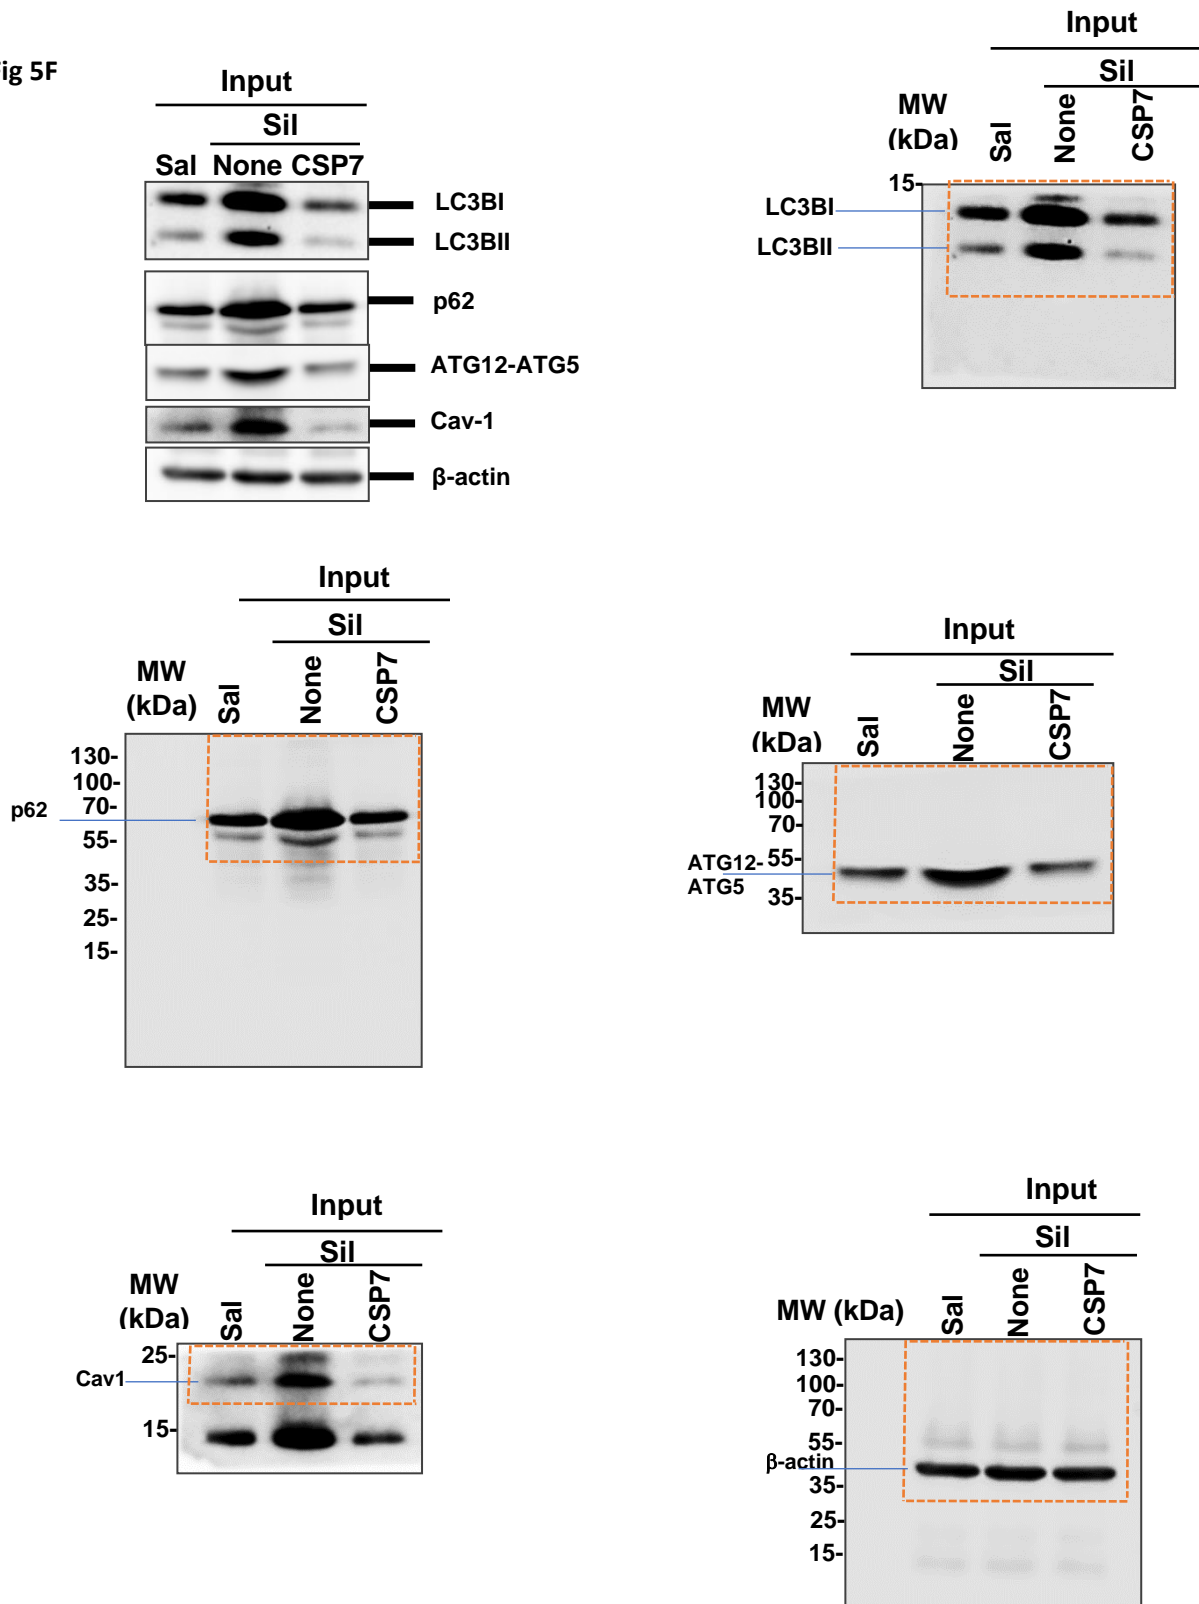 ig 5F
Input
Sil
Sal None CSP7
LC3BI
LC3BII
p62
ATG12-ATG5
Cav-1
β-actin
Input
Sil
MW
(kDa)
Sal
None
CSP7
15-
LC3BI
LC3BII
Input
Sil
MW
(kDa)
Sal
None
CSP7
130-
100-
70-
p62
55-
35-
25-
15-
Input
Sil
MW
(kDa)
Sal
None
CSP7
130-
100-
70-
55-
ATG12-
ATG5
35-
Input
Sil
MW
(kDa)
Sal
None
CSP7
25-
Cav1
15-
Input
Sil
MW (kDa)
Sal
None
CSP7
130-
100-
70-
55-
β-actin
35-
25-
15-